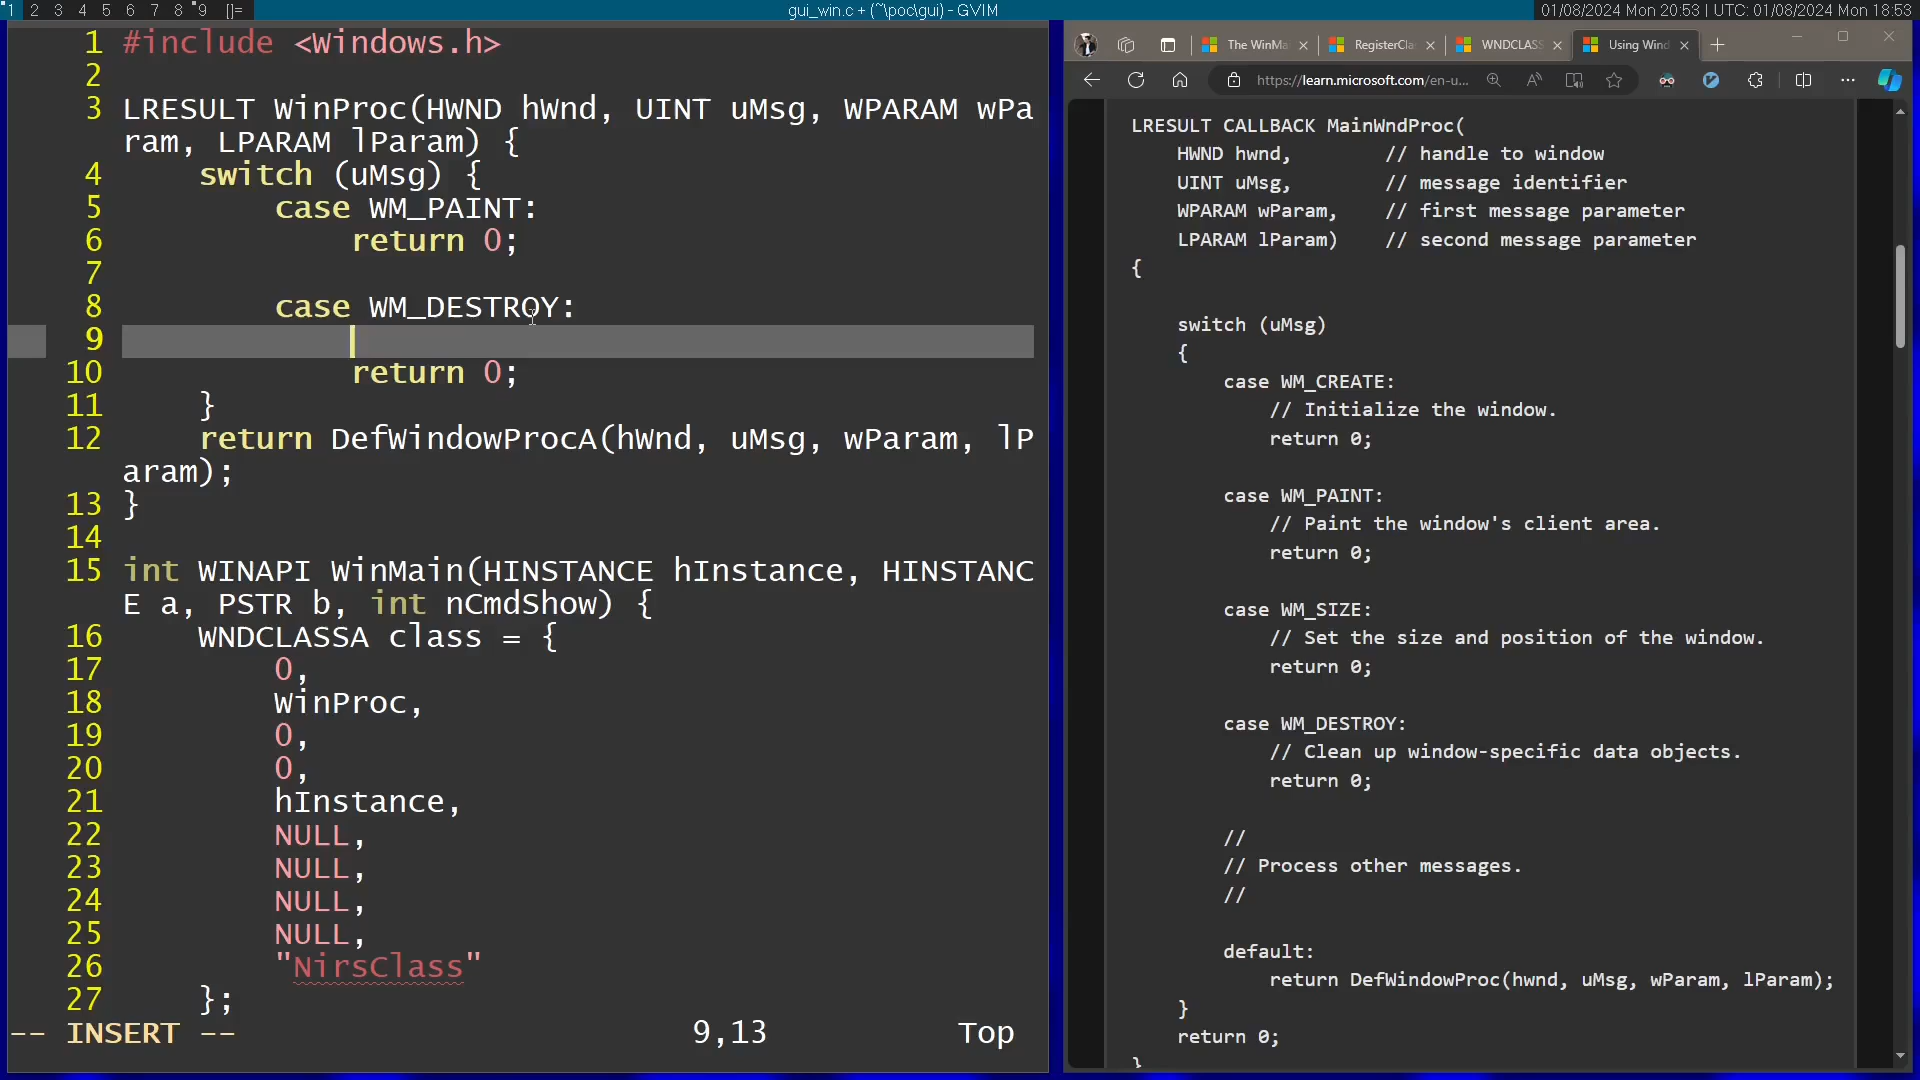 1 2 3 4 5 6 7 8 9 []=
gui_win.c + (~\poc\gui) - GVIM
01/08/2024 Mon 20:53 | UTC: 01/08/2024 Mon 18:53
1 #include <Windows.h>
2
3 LRESULT WinProc(HWND hWnd, UINT uMsg, WPARAM wPa
ram, LPARAM lParam) {
4 switch (uMsg) {
5 case WM_PAINT:
6 return 0;
7
8 case WM_DESTROY:
9
10 return 0;
11 }
12 return DefWindowProcA(hWnd, uMsg, wParam, lP
aram);
13 }
14
15 int WINAPI WinMain(HINSTANCE hInstance, HINSTANC
E a, PSTR b, int nCmdShow) {
16 WNDCLASSA class = {
17 0,
18 WinProc,
19 0,
20 0,
21 hInstance,
22 NULL,
23 NULL,
24 NULL,
25 NULL,
26 "NirsClass"
27 };
-- INSERT -- 9,13 Top
The WinMa RegisterCla WNDCLASS Using Wind
https://learn.microsoft.com/en-u...
LRESULT CALLBACK MainWndProc(
HWND hwnd, // handle to window
UINT uMsg, // message identifier
WPARAM wParam, // first message parameter
LPARAM lParam) // second message parameter
{
switch (uMsg)
{
case WM_CREATE:
// Initialize the window.
return 0;
case WM_PAINT:
// Paint the window's client area.
return 0;
case WM_SIZE:
// Set the size and position of the window.
return 0;
case WM_DESTROY:
// Clean up window-specific data objects.
return 0;
//
// Process other messages.
//
default:
return DefWindowProc(hwnd, uMsg, wParam, lParam);
}
return 0;
}